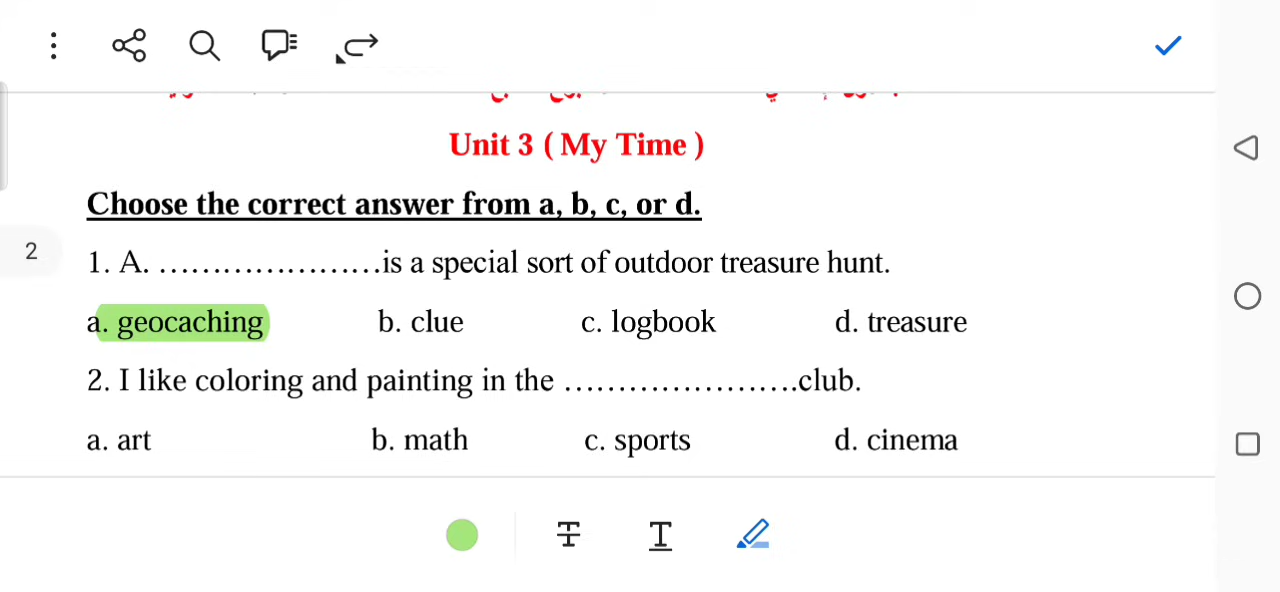 Unit 3 ( My Time )
Choose the correct answer from a, b, c, or d.
2
1. A. ......................is a special sort of outdoor treasure hunt.
a. geocaching b. clue c. logbook d. treasure
2. I like coloring and painting in the ......................club.
a. art b. math c. sports d. cinema